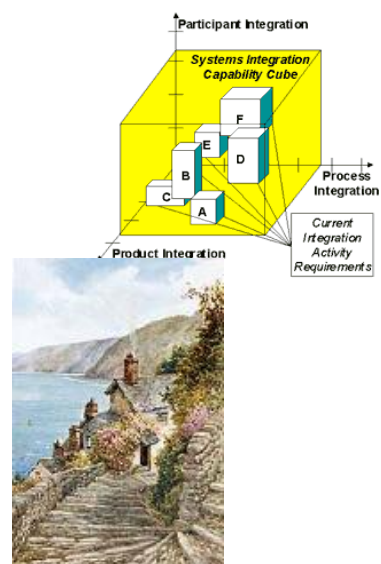 Participant Integration
Systems Integration
Capability Cube
F
E
D
B
C
A
Process
Integration
Current
Integration
Activity
Requirements
Product Integration